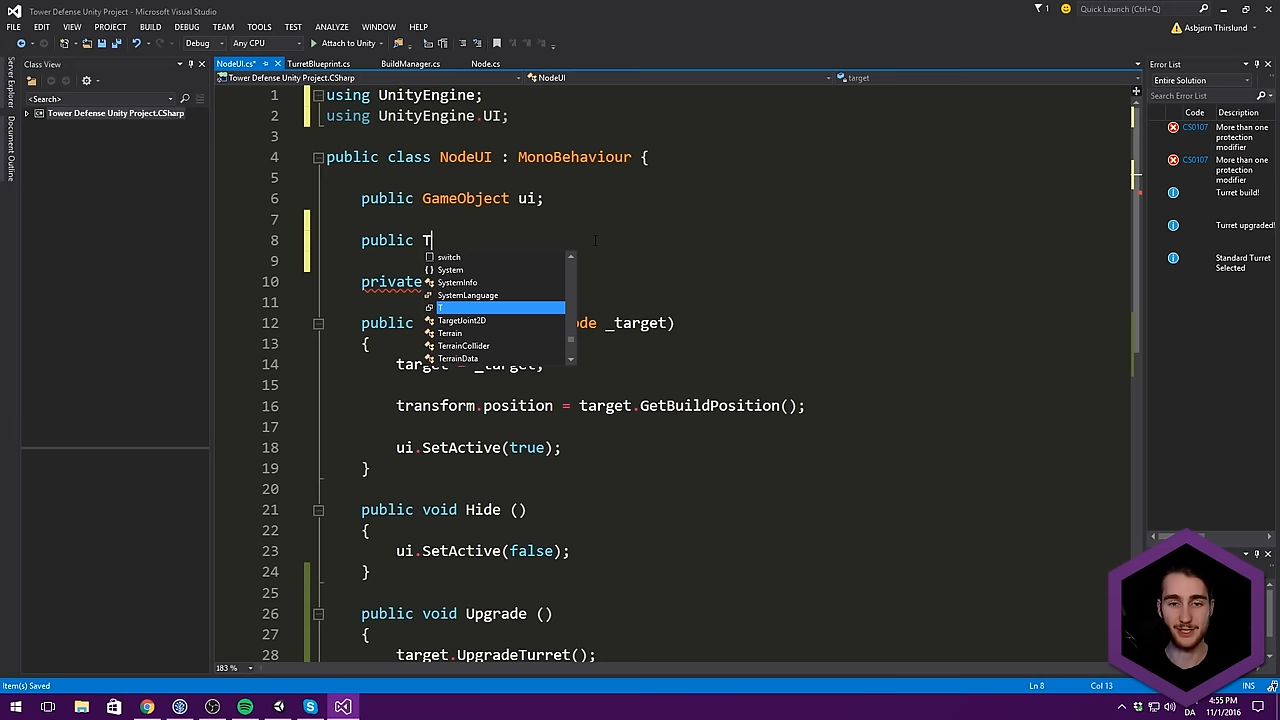 Tower Defense Unity Project - Microsoft Visual Studio
1
Quick Launch (Ctrl+Q)
FILE EDIT VIEW PROJECT BUILD DEBUG TEAM TOOLS TEST ANALYZE WINDOW HELP
Asbjørn Thirslund
Debug Any CPU Attach to Unity
Server Explorer
Document Outline
Class View
<Search>
Tower Defense Unity Project.CSharp
NodeUI.cs* TurretBlueprint.cs BuildManager.cs Node.cs
Tower Defense Unity Project.CSharp NodeUI target
1 using UnityEngine;
2 using UnityEngine.UI;
3
4 public class NodeUI : MonoBehaviour {
5
6 public GameObject ui;
7
8 public T
9
10 private
11
12 public ode _target)
13 {
14 target = _target;
15
16 transform.position = target.GetBuildPosition();
17
18 ui.SetActive(true);
19 }
20
21 public void Hide ()
22 {
23 ui.SetActive(false);
24 }
25
26 public void Upgrade ()
27 {
28 target.UpgradeTurret();
switch
System
SystemInfo
SystemLanguage
T
TargetJoint2D
Terrain
TerrainCollider
TerrainData
183 %
Error List
Entire Solution
Search Error List
Code Description
CS0107 More than one
protection
modifier
CS0107 More than one
protection
modifier
Turret build!
Turret upgraded!
Standard Turret
Selected
Item(s) Saved Ln 8 Col 13 INS
DA
4:55 PM
11/1/2016